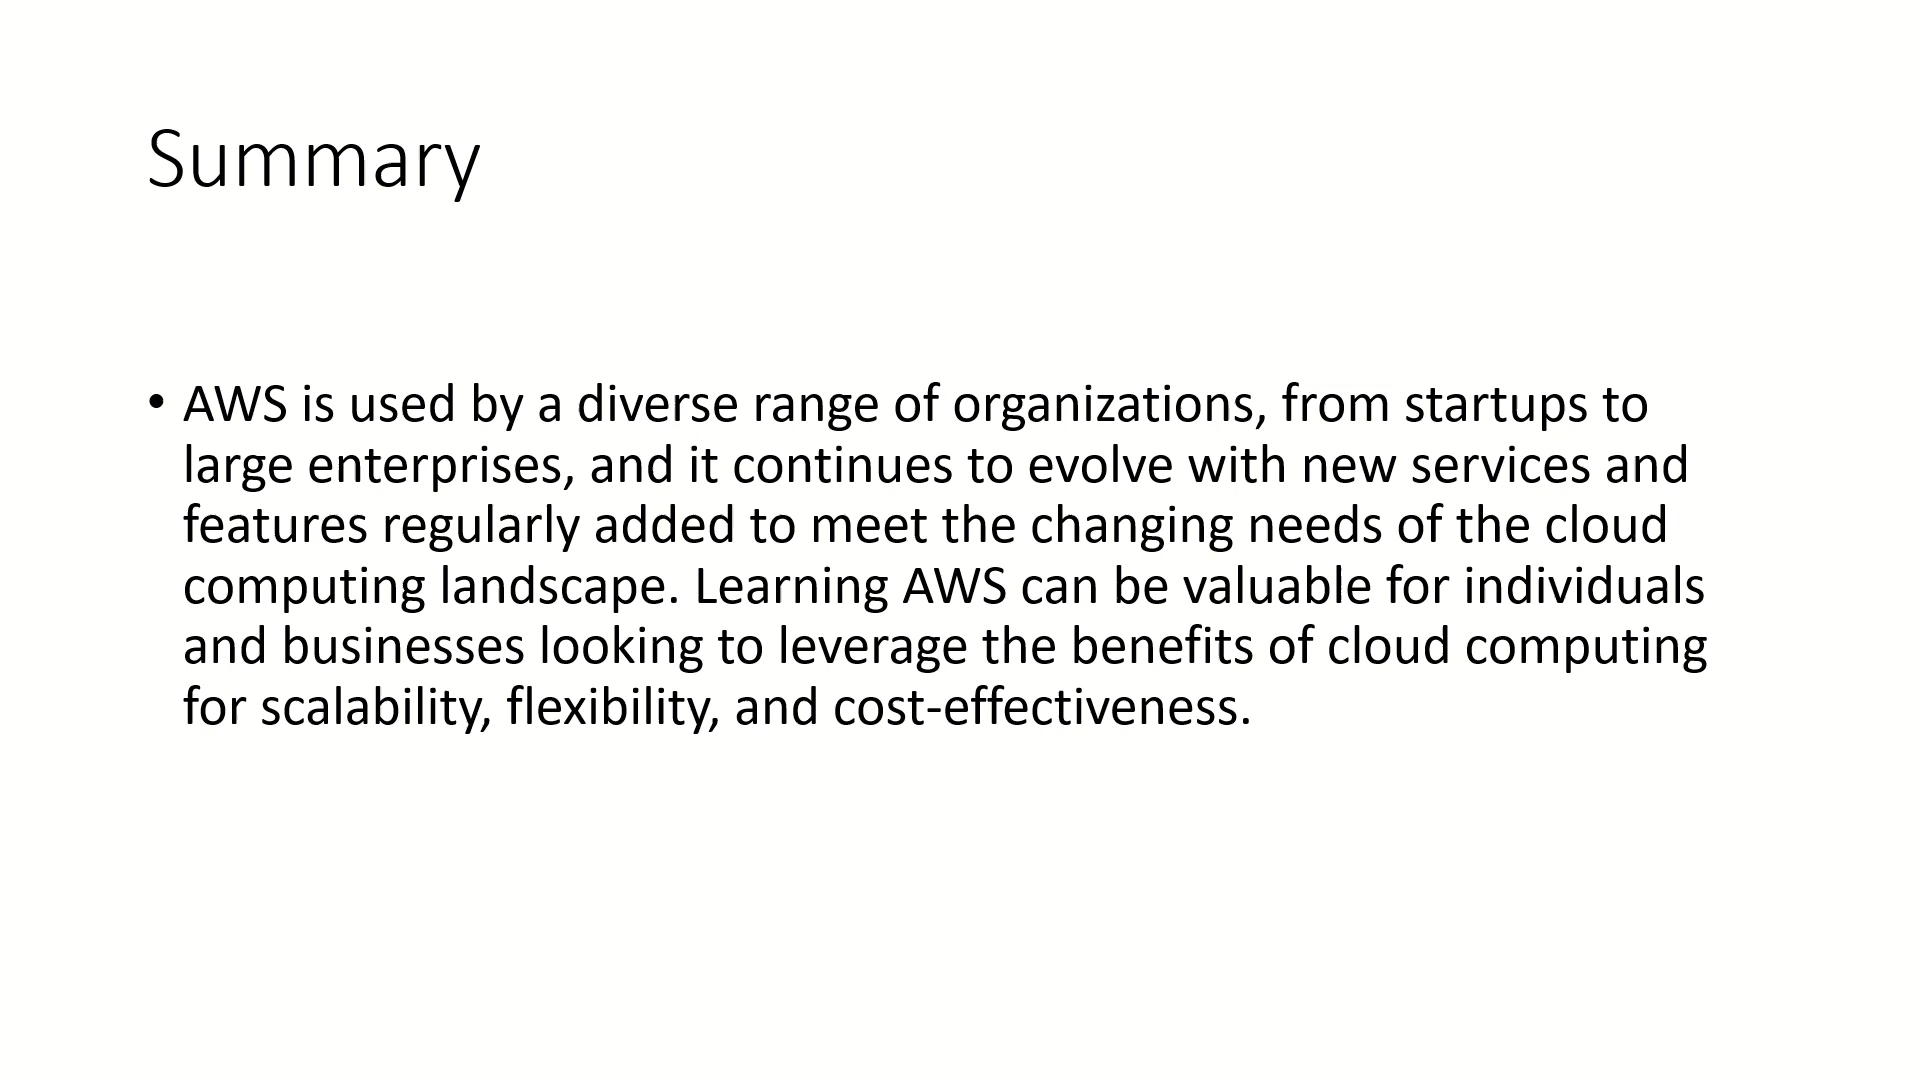 Summary
• AWS is used by a diverse range of organizations, from startups to
large enterprises, and it continues to evolve with new services and
features regularly added to meet the changing needs of the cloud
computing landscape. Learning AWS can be valuable for individuals
and businesses looking to leverage the benefits of cloud computing
for scalability, flexibility, and cost-effectiveness.